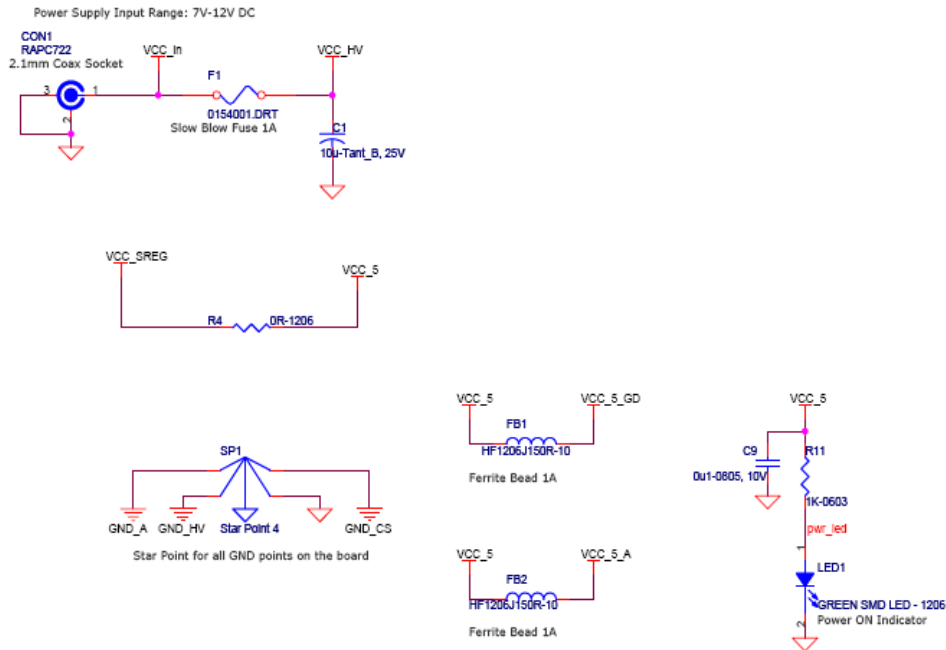 Power Supply Input Range: 7V-12V DC
CON1
RAPC722
2.1mm Coax Socket
VCC_In
VCC_HV
F1
3
1
2
0154001.DRT
Slow Blow Fuse 1A
C1
10u-Tant_B, 25V
VCC_SREG
VCC_5
R4
0R-1206
VCC_5
VCC_5_GD
FB1
HF1206J150R-10
Ferrite Bead 1A
VCC_5
C9
R11
0u1-0805, 10V
1K-0603
pwr_led
1
LED1
GREEN SMD LED - 1206
Power ON Indicator
2
SP1
GND_A
GND_HV
Star Point 4
GND_CS
Star Point for all GND points on the board
VCC_5
VCC_5_A
FB2
HF1206J150R-10
Ferrite Bead 1A